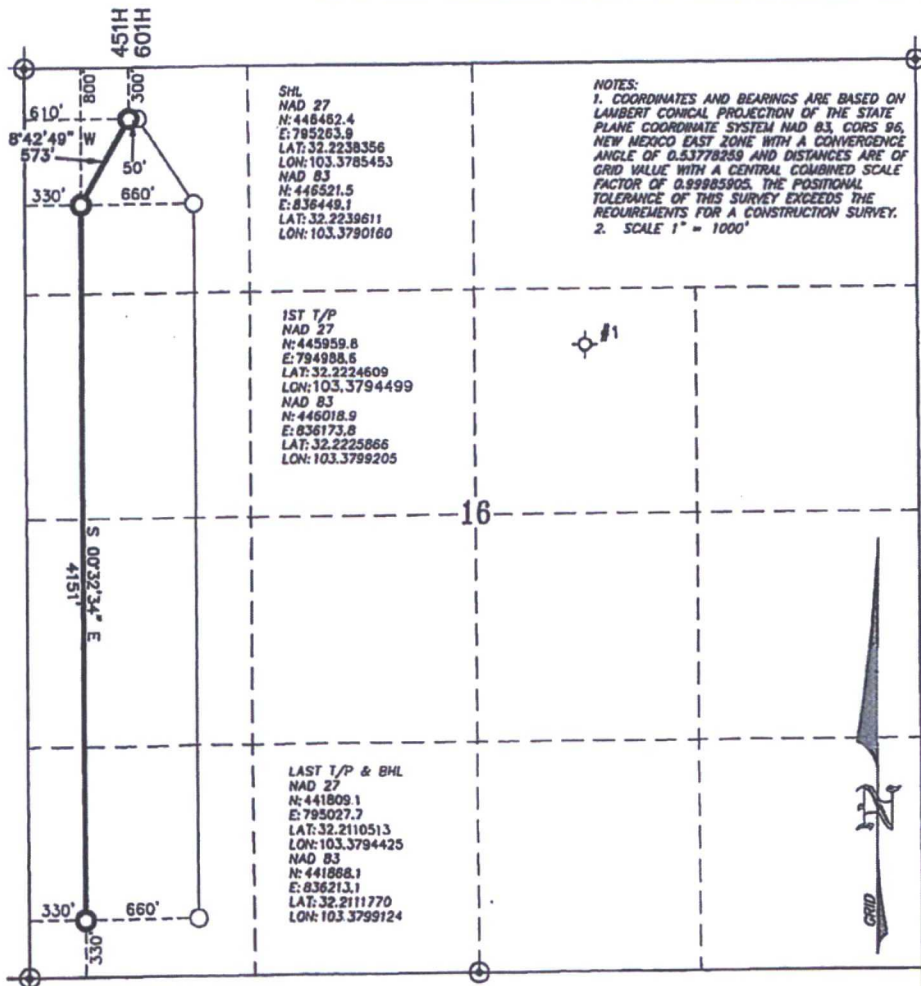 451H
601H
800'
300'
610'
8°42'49" W
573'
50'
330'
660'
SHL
NAD 27
N:446462.4
E:795263.9
LAT:32.2238356
LON:103.3785453
NAD 83
N:446521.5
E:836449.1
LAT:32.2239611
LON:103.3790160
NOTES:
1. COORDINATES AND BEARINGS ARE BASED ON
LAMBERT CONICAL PROJECTION OF THE STATE
PLANE COORDINATE SYSTEM NAD 83, CORS 96,
NEW MEXICO EAST ZONE WITH A CONVERGENCE
ANGLE OF 0.53778259 AND DISTANCES ARE OF
GRID VALUE WITH A CENTRAL COMBINED SCALE
FACTOR OF 0.99985905. THE POSITIONAL
TOLERANCE OF THIS SURVEY EXCEEDS THE
REQUIREMENTS FOR A CONSTRUCTION SURVEY.
2. SCALE 1" = 1000'
1ST T/P
NAD 27
N:445959.8
E:794988.6
LAT:32.2224609
LON:103.3794499
NAD 83
N:446018.9
E:836173.8
LAT:32.2225866
LON:103.3799205
#1
16
S 00°32'34" E
4151'
LAST T/P & BHL
NAD 27
N:441809.1
E:795027.7
LAT:32.2110513
LON:103.3794425
NAD 83
N:441868.1
E:836213.1
LAT:32.2111770
LON:103.3799124
330'
660'
330'
N
GRID